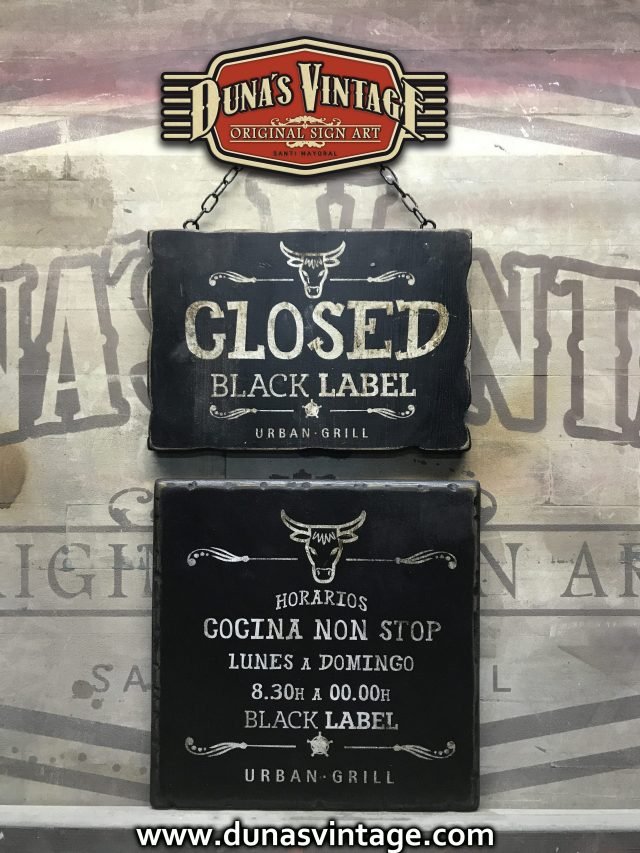 DUNA'S VINTAGE
ORIGINAL SIGN ART
SANTI MAYORAL
CLOSED
BLACK LABEL
URBAN·GRILL
HORARIOS
COCINA NON STOP
LUNES A DOMINGO
8.30H A 00.00H
BLACK LABEL
URBAN·GRILL
www.dunasvintage.com